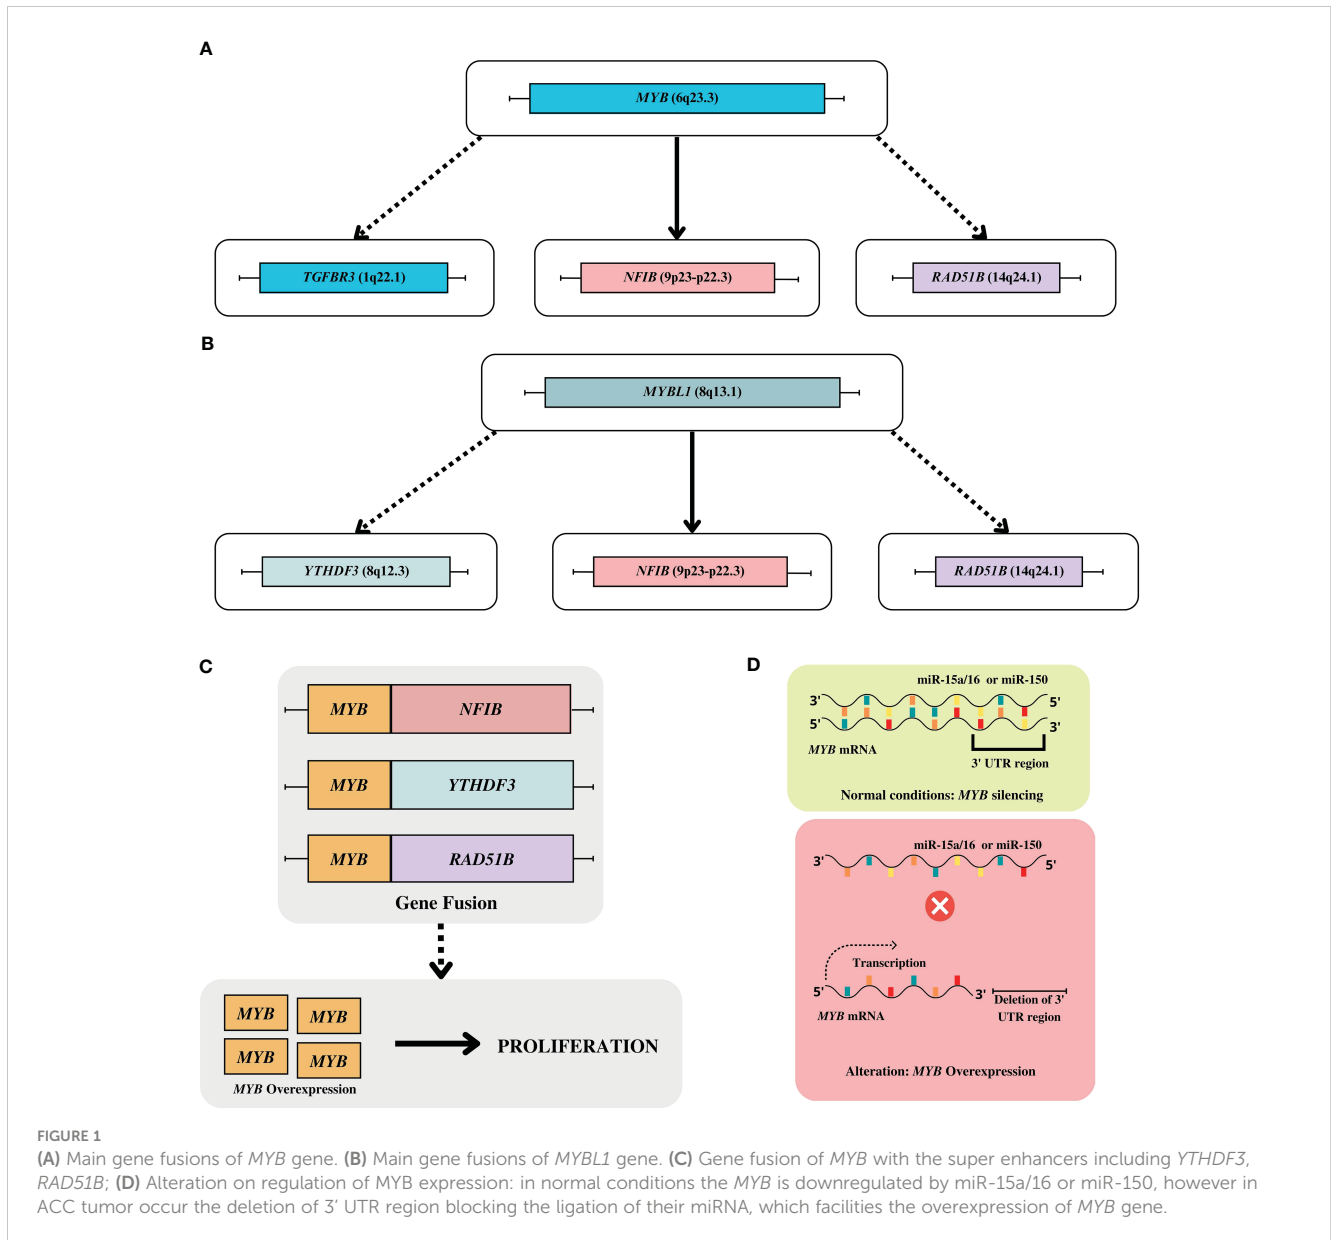 A
MYB (6q23.3)
TGFBR3 (1q22.1)
NFIB (9p23-p22.3)
RAD51B (14q24.1)
B
MYBL1 (8q13.1)
YTHDF3 (8q12.3)
NFIB (9p23-p22.3)
RAD51B (14q24.1)
C
MYB NFIB
MYB YTHDF3
MYB RAD51B
Gene Fusion
MYB MYB
MYB MYB
MYB Overexpression
PROLIFERATION
D
miR-15a/16 or miR-150
3' 5'
5' 3'
MYB mRNA
3' UTR region
Normal conditions: MYB silencing
miR-15a/16 or miR-150
3' 5'
Transcription
5' 3'
Deletion of 3'
UTR region
MYB mRNA
Alteration: MYB Overexpression
FIGURE 1
(A) Main gene fusions of MYB gene. (B) Main gene fusions of MYBL1 gene. (C) Gene fusion of MYB with the super enhancers including YTHDF3,
RAD51B; (D) Alteration on regulation of MYB expression: in normal conditions the MYB is downregulated by miR-15a/16 or miR-150, however in
ACC tumor occur the deletion of 3' UTR region blocking the ligation of their miRNA, which facilities the overexpression of MYB gene.